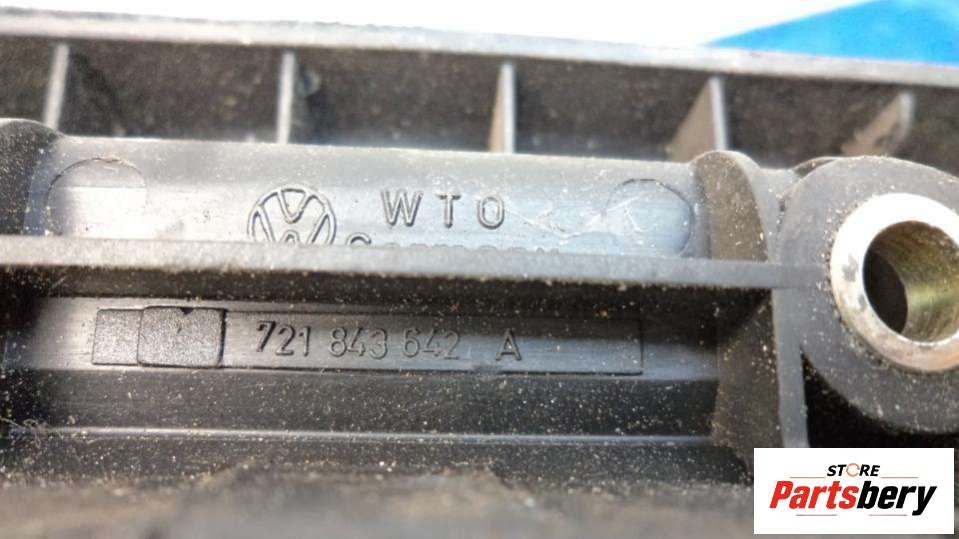 WTO
721 843 642 A
STORE
Partsbery